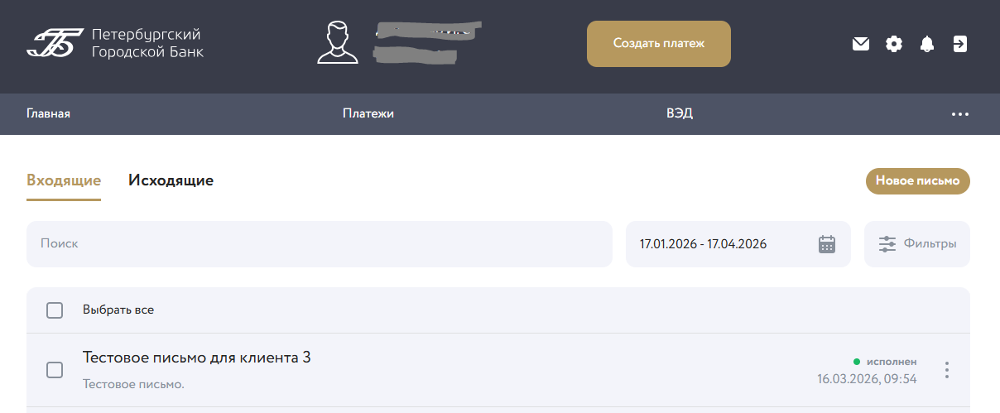 Петербургский
Городской Банк
Создать платеж
Главная
Платежи
ВЭД
Входящие
Исходящие
Новое письмо
Поиск
17.01.2026 - 17.04.2026
Фильтры
Выбрать все
Тестовое письмо для клиента 3
Тестовое письмо.
исполнен
16.03.2026, 09:54